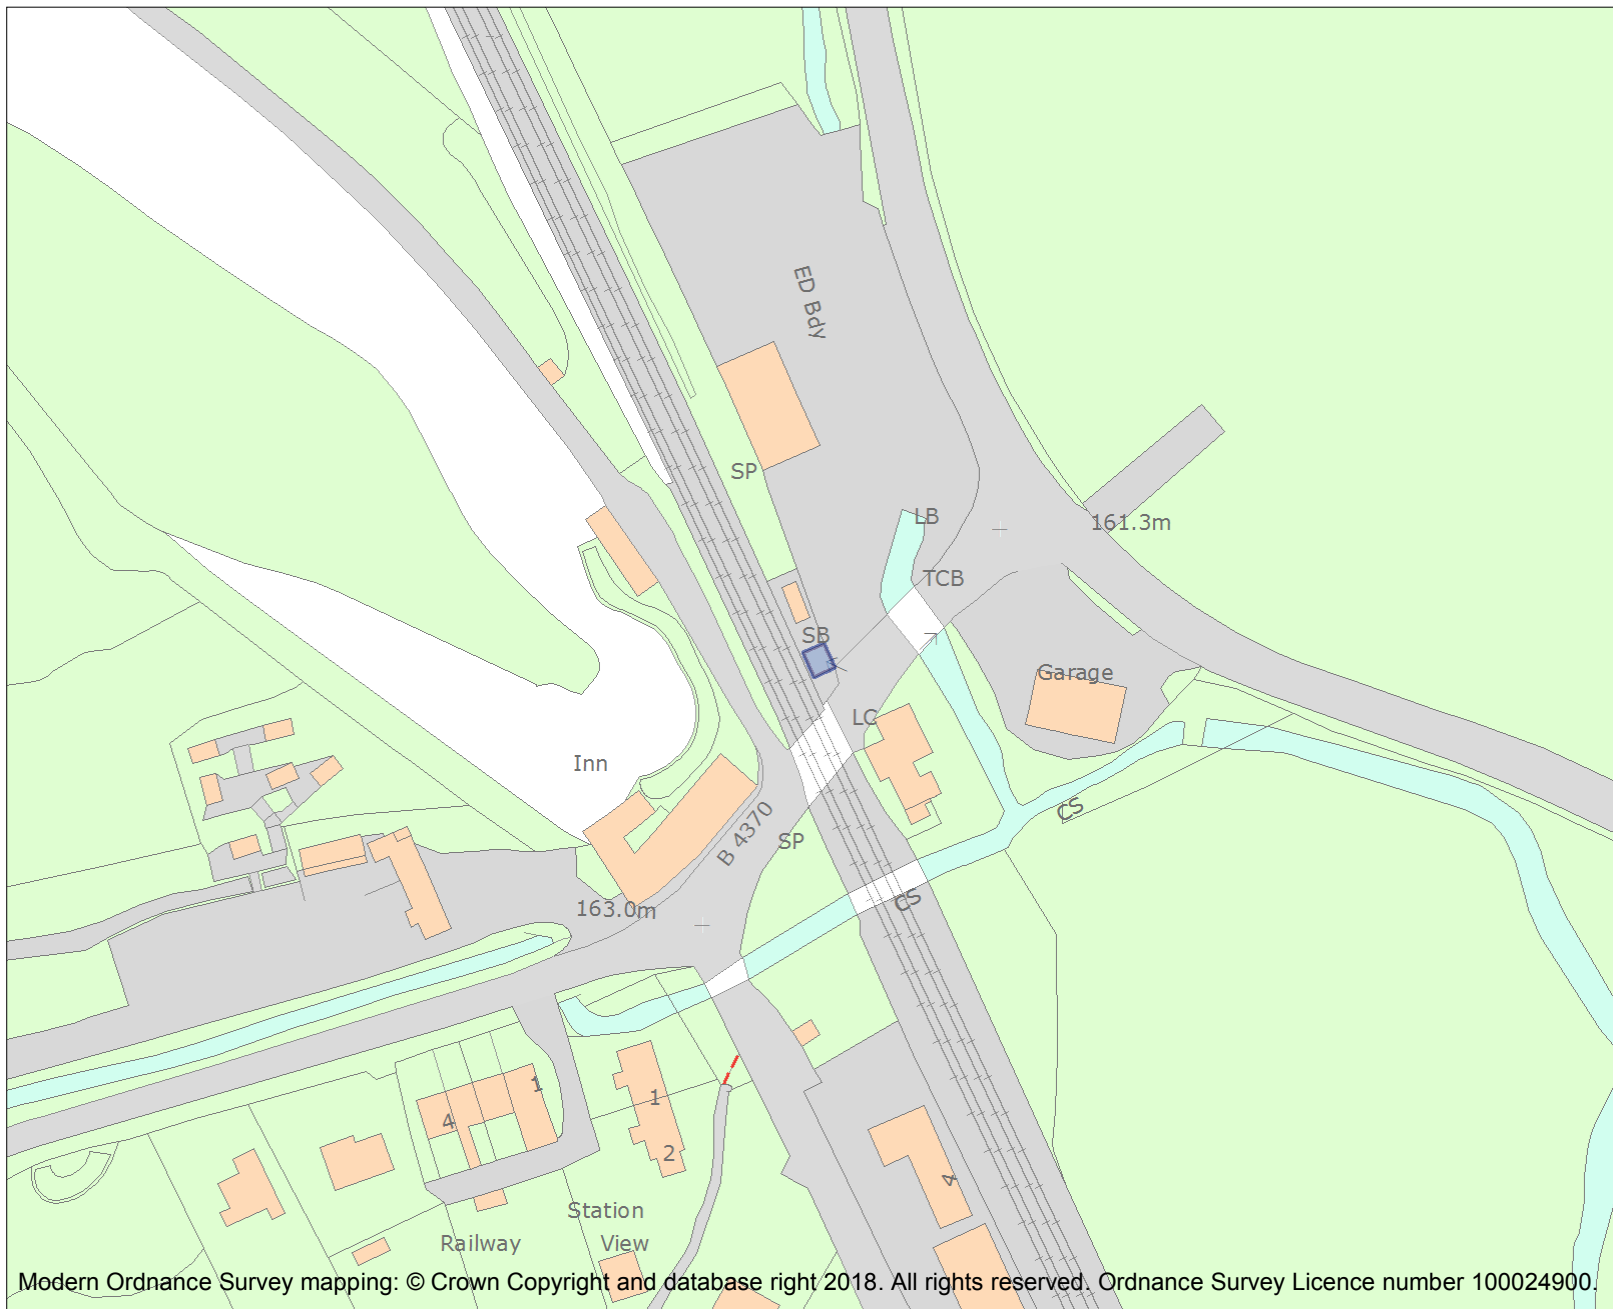 ED Bdy
SP
LB
161.3m
TCB
SB
Garage
LC
Inn
CS
B 4370
SP
CS
163.0m
1
1
4
2
4
Station
Railway
View
Modern Ordnance Survey mapping: © Crown Copyright and database right 2018. All rights reserved. Ordnance Survey Licence number 100024900.